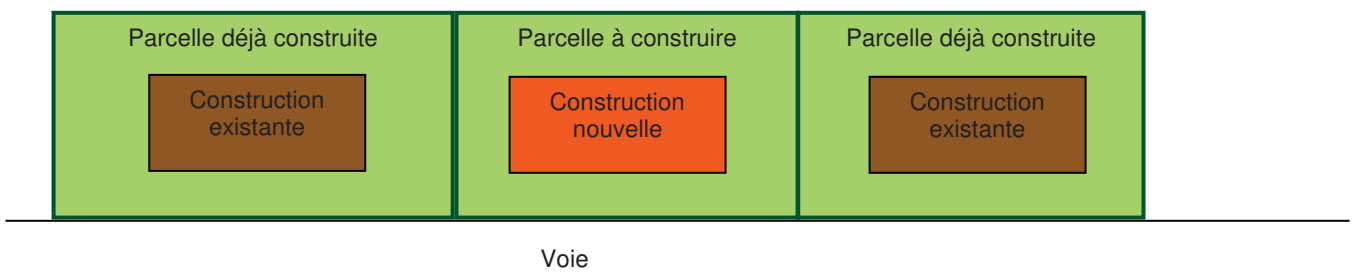 Parcelle déjà construite
Parcelle à construire
Parcelle déjà construite
Construction
existante
Construction
nouvelle
Construction
existante
Voie